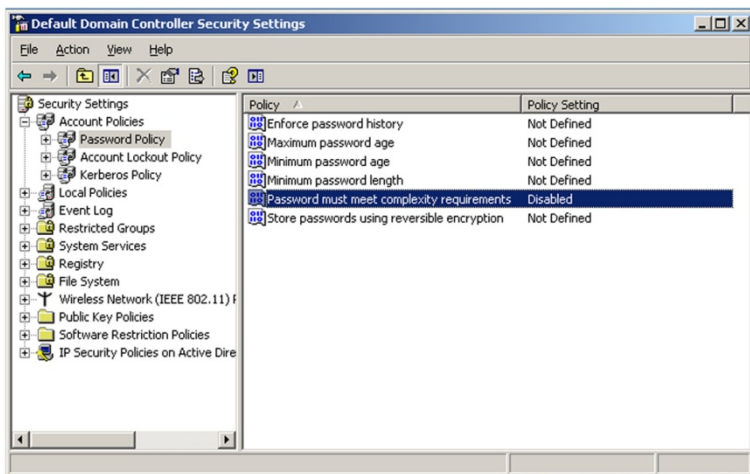 Default Domain Controller Security Settings
File Action View Help
Security Settings
Account Policies
Password Policy
Account Lockout Policy
Kerberos Policy
Local Policies
Event Log
Restricted Groups
System Services
Registry
File System
Wireless Network (IEEE 802.11) P
Public Key Policies
Software Restriction Policies
IP Security Policies on Active Dire
Policy Policy Setting
Enforce password history Not Defined
Maximum password age Not Defined
Minimum password age Not Defined
Minimum password length Not Defined
Password must meet complexity requirements Disabled
Store passwords using reversible encryption Not Defined